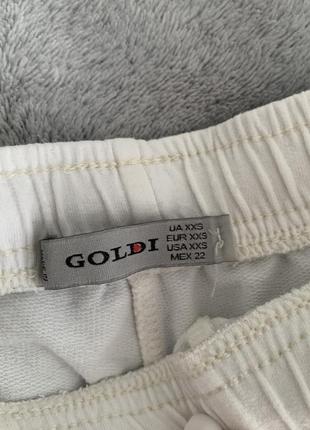 GOLDI
UA XXS
EUR XXS
USA XXS
MEX 22